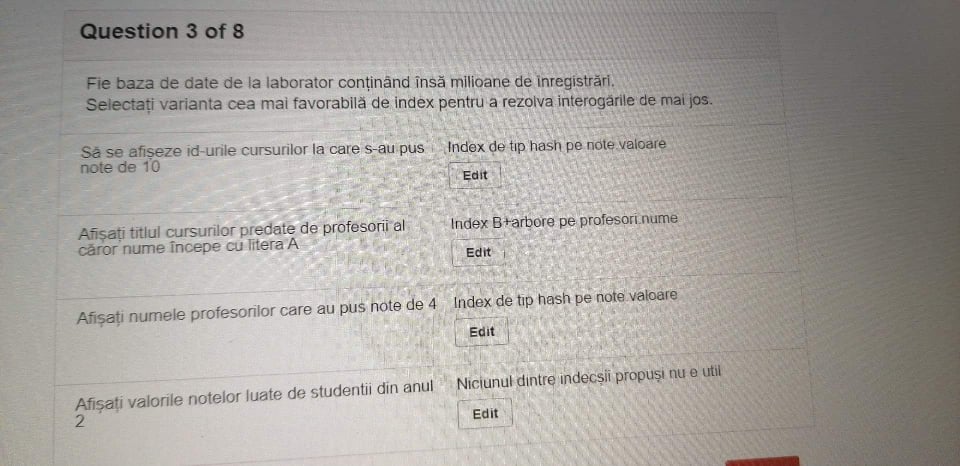 Question 3 of 8
Fie baza de date de la laborator conținând însă milioane de înregistrări.
Selectați varianta cea mai favorabilă de index pentru a rezolva interogările de mai jos.
Să se afișeze id-urile cursurilor la care s-au pus
note de 10
Index de tip hash pe note.valoare
Edit
Afișați titlul cursurilor predate de profesorii al
căror nume începe cu litera A
Index B+arbore pe profesori.nume
Edit
Afișați numele profesorilor care au pus note de 4
Index de tip hash pe note.valoare
Edit
Afișați valorile notelor luate de studentii din anul
2
Niciunul dintre indecșii propuși nu e util
Edit